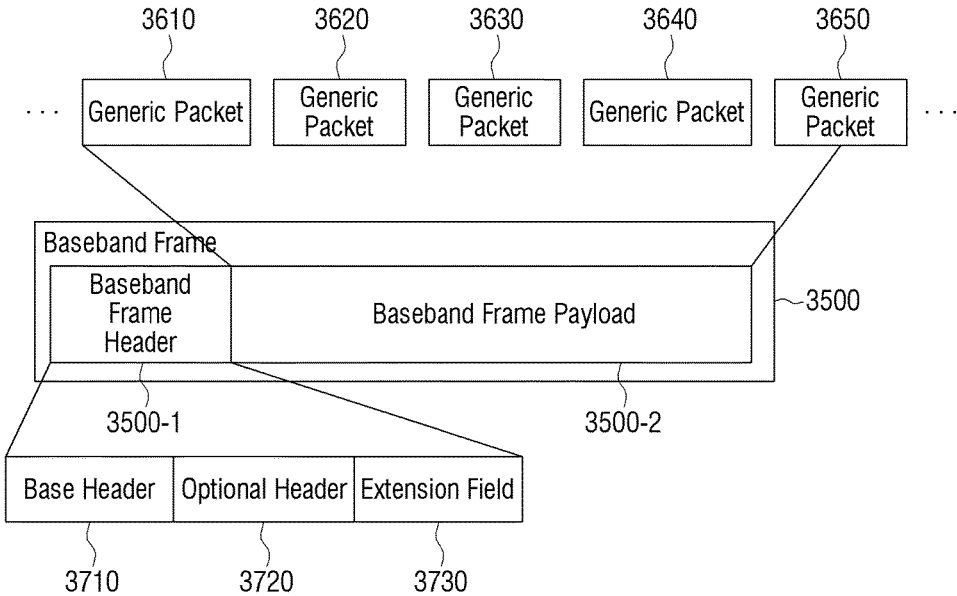 3610 3620 3630 3640 3650
... Generic Packet Generic Packet Generic Packet Generic Packet Generic Packet ...
Baseband Frame
Baseband
Frame
Header
Baseband Frame Payload
3500
3500-1 3500-2
Base Header Optional Header Extension Field
3710 3720 3730